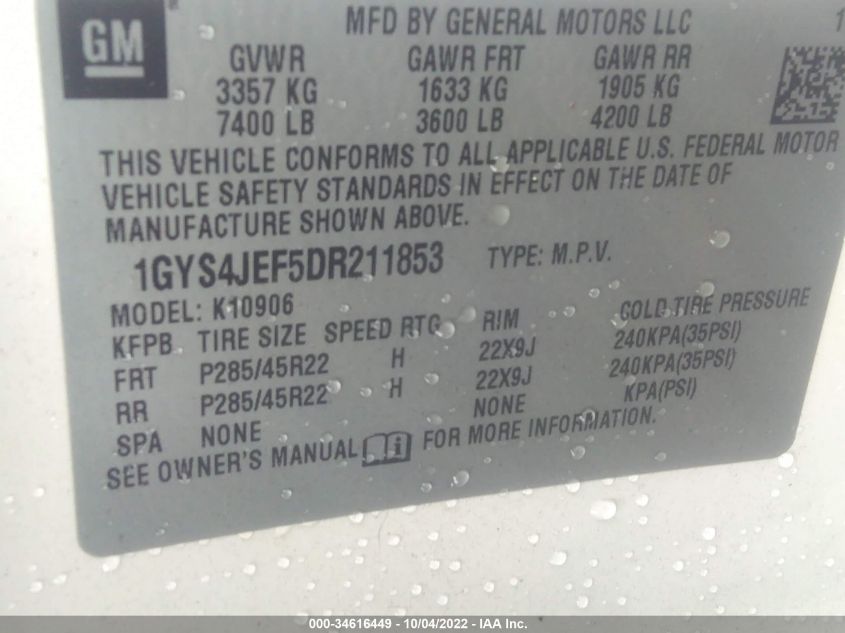 GM
MFD BY GENERAL MOTORS LLC 1
GVWR GAWR FRT GAWR RR
3357 KG 1633 KG 1905 KG
7400 LB 3600 LB 4200 LB
THIS VEHICLE CONFORMS TO ALL APPLICABLE U.S. FEDERAL MOTOR
VEHICLE SAFETY STANDARDS IN EFFECT ON THE DATE OF
MANUFACTURE SHOWN ABOVE.
1GYS4JEF5DR211853 TYPE: M.P.V.
MODEL: K10906
KFPB TIRE SIZE SPEED RTG RIM COLD TIRE PRESSURE
FRT P285/45R22 H 22X9J 240KPA(35PSI)
RR P285/45R22 H 22X9J 240KPA(35PSI)
SPA NONE NONE KPA(PSI)
SEE OWNER'S MANUAL i FOR MORE INFORMATION.
000-34616449 - 10/04/2022 - IAA Inc.